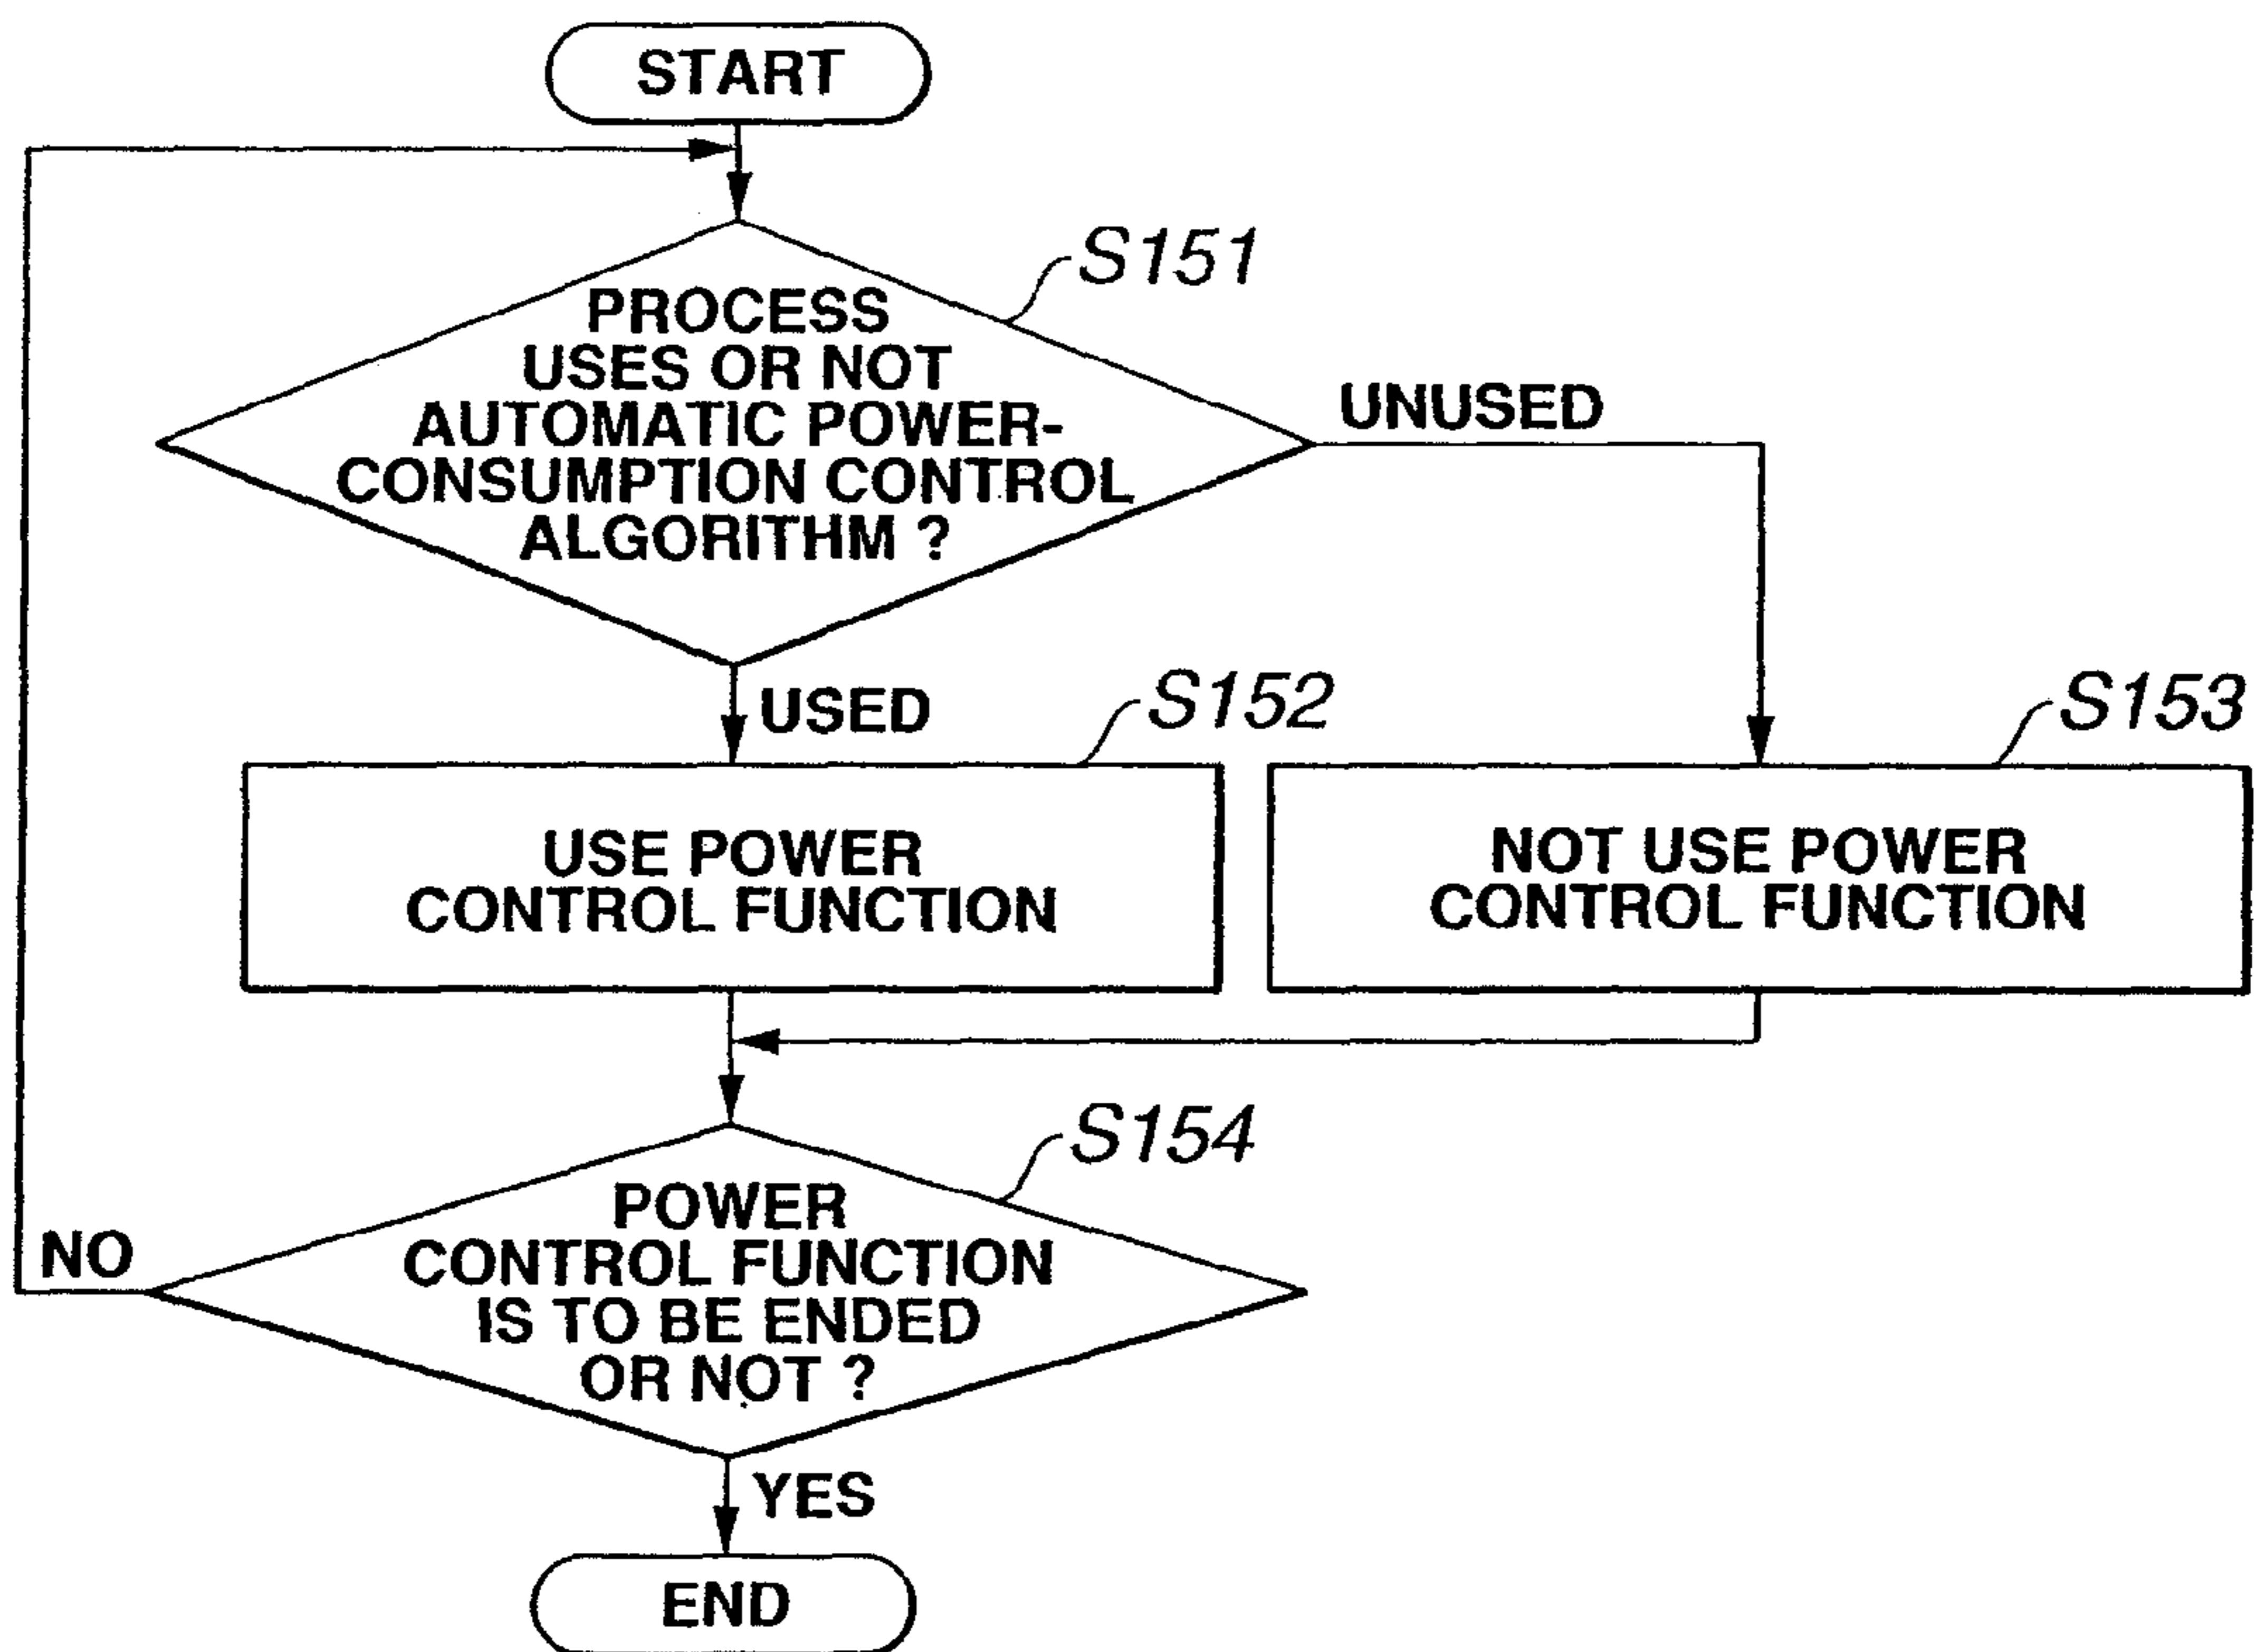 START
S151
PROCESS
USES OR NOT
AUTOMATIC POWER-
CONSUMPTION CONTROL
ALGORITHM ?
UNUSED
USED
S152
S153
USE POWER
CONTROL FUNCTION
NOT USE POWER
CONTROL FUNCTION
S154
POWER
CONTROL FUNCTION
IS TO BE ENDED
OR NOT ?
NO
YES
END